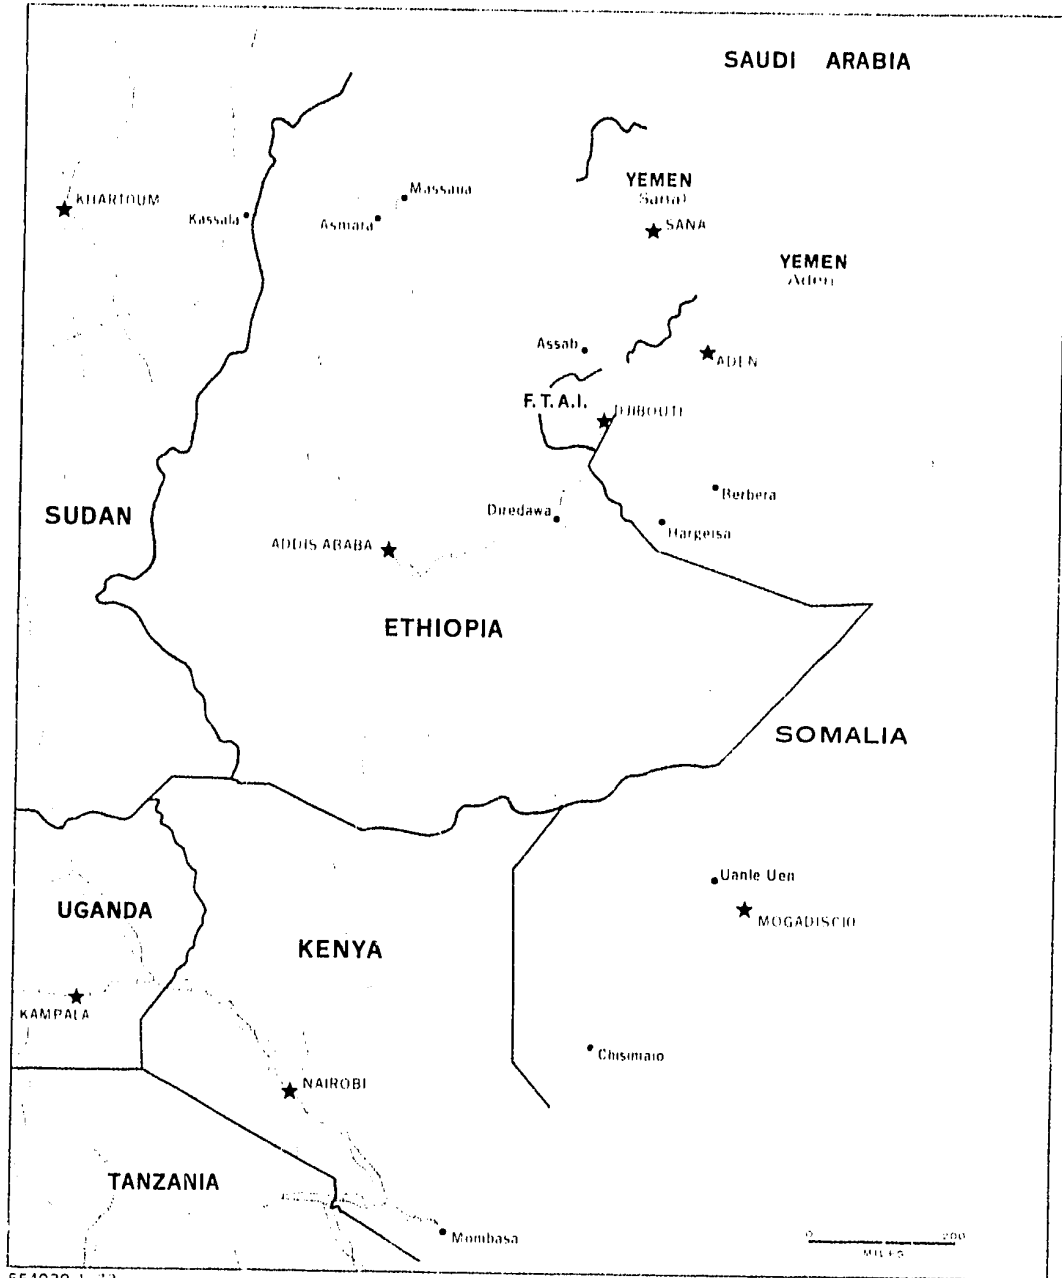 SAUDI ARABIA
Massaua
YEMEN
(Sana)
KHARTOUM
Kassala
Asmara
SANA
YEMEN
(Aden)
Assab
ADEN
F.T.A.I.
DJIBOUTI
Berbera
SUDAN
Diredawa
Hargeisa
ADDIS ABABA
ETHIOPIA
SOMALIA
Uanle Uen
UGANDA
MOGADISCIO
KENYA
KAMPALA
Chisimaio
NAIROBI
TANZANIA
Mombasa
0 200
MILES